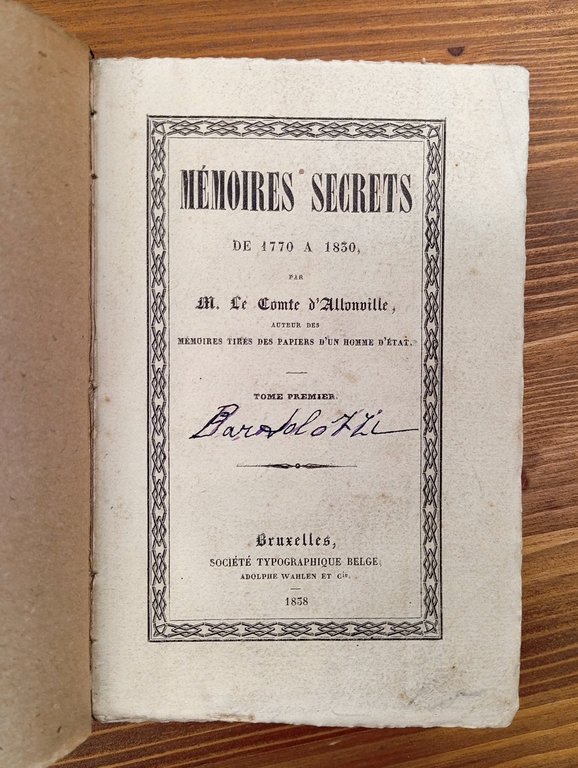 MÉMOIRES SECRETS
DE 1770 A 1830,
PAR
M. Le Comte d'Allonville,
AUTEUR DES
MÉMOIRES TIRÉS DES PAPIERS D'UN HOMME D'ÉTAT.
TOME PREMIER.
Bartolozzi
Bruxelles,
SOCIÉTÉ TYPOGRAPHIQUE BELGE,
ADOLPHE WAHLEN ET Cie.
1838